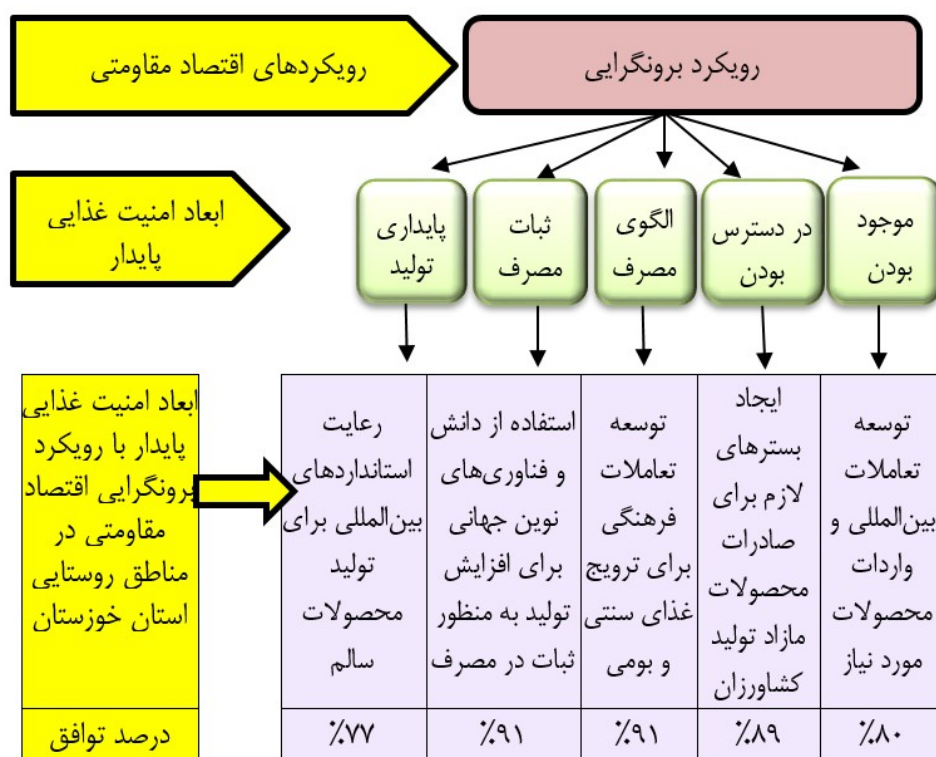 رویکرد برونگرایی
رویکردهای اقتصاد مقاومتی
موجود
بودن
در دسترس
بودن
الگوی
مصرف
ثبات
مصرف
پایداری
تولید
ابعاد امنیت غذایی
پایدار
توسعه
تعاملات
بین‌المللی و
واردات
محصولات
مورد نیاز
ایجاد
بسترهای
لازم برای
صادرات
محصولات
مازاد تولید
کشاورزان
توسعه
تعاملات
فرهنگی
برای ترویج
غذای سنتی
و بومی
استفاده از دانش
و فناوری‌های
نوین جهانی
برای افزایش
تولید به منظور
ثبات در مصرف
رعایت
استانداردهای
بین‌المللی برای
تولید
محصولات
سالم
ابعاد امنیت غذایی
پایدار با رویکرد
برونگرایی اقتصاد
مقاومتی در
مناطق روستایی
استان خوزستان
٪۸۰
٪۸۹
٪۹۱
٪۹۱
٪۷۷
درصد توافق